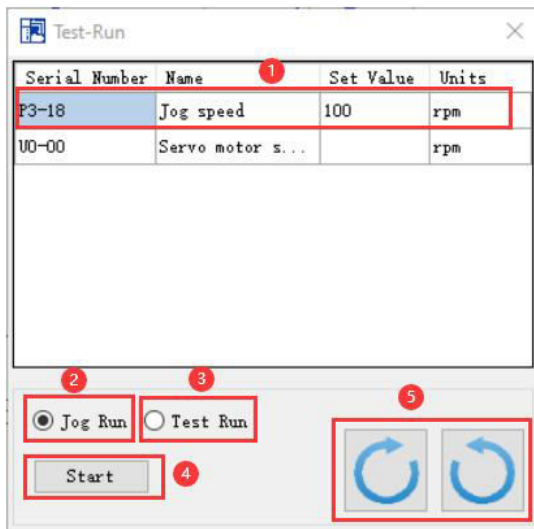 Test-Run
Serial Number Name 1 Set Value Units
P3-18 Jog speed 100 rpm
U0-00 Servo motor s... rpm
2 3
Jog Run Test Run 5
Start 4